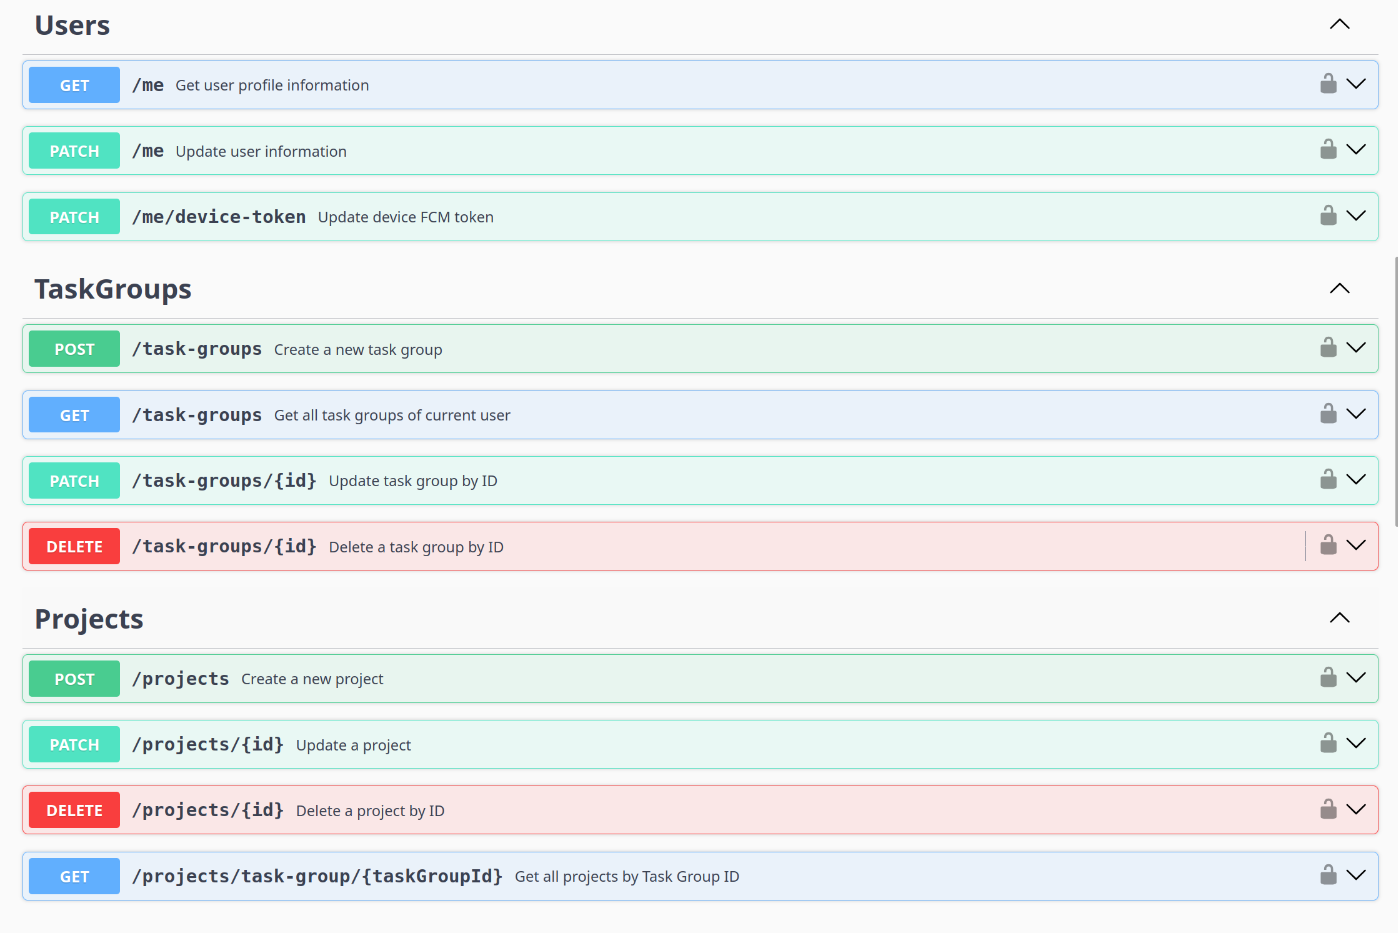 Users
GET /me Get user profile information
PATCH /me Update user information
PATCH /me/device-token Update device FCM token
TaskGroups
POST /task-groups Create a new task group
GET /task-groups Get all task groups of current user
PATCH /task-groups/{id} Update task group by ID
DELETE /task-groups/{id} Delete a task group by ID
Projects
POST /projects Create a new project
PATCH /projects/{id} Update a project
DELETE /projects/{id} Delete a project by ID
GET /projects/task-group/{taskGroupId} Get all projects by Task Group ID